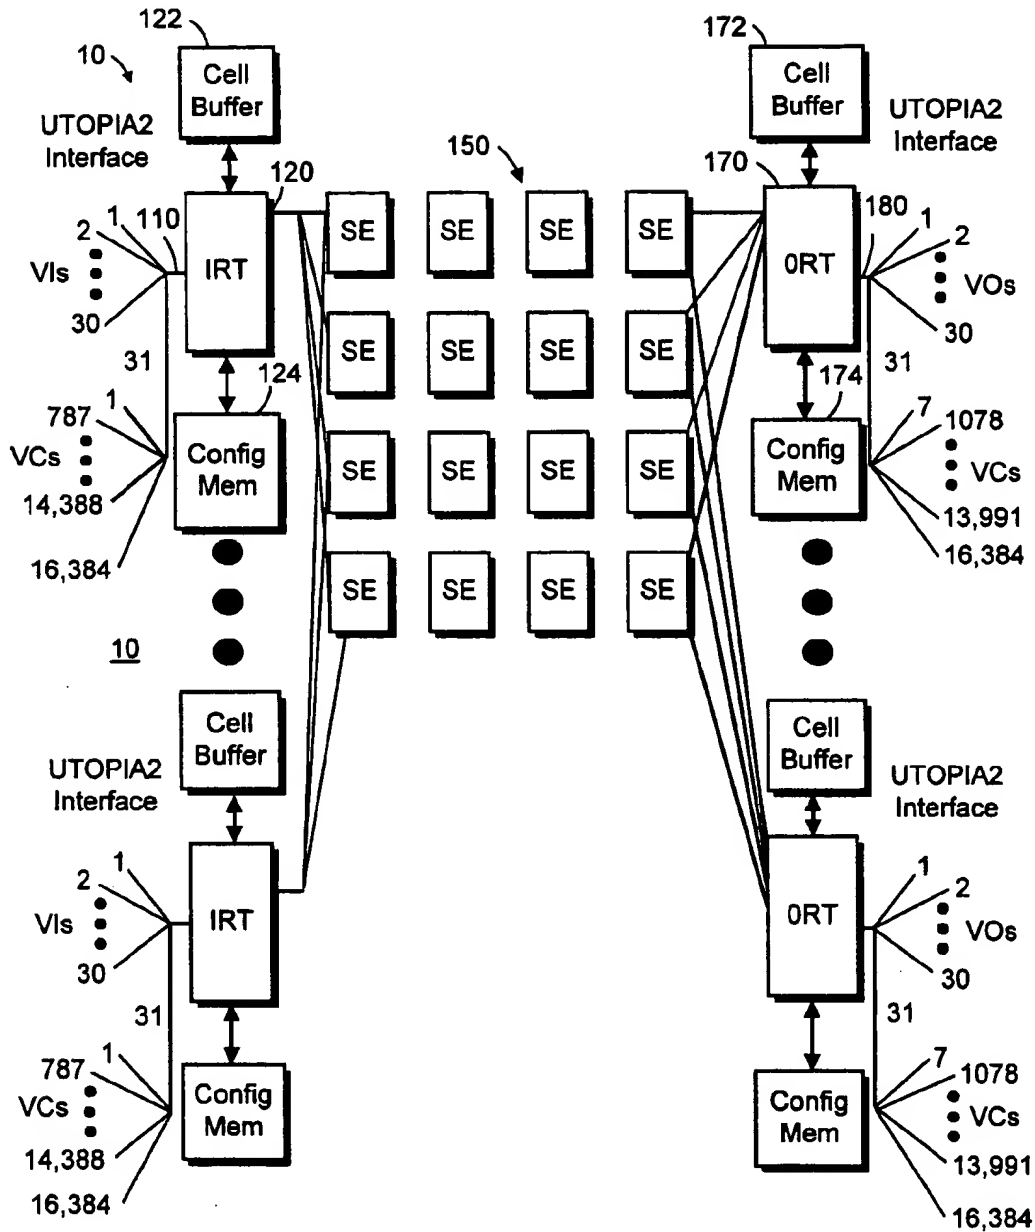 122
10
Cell
Buffer
UTOPIA2
Interface
120
110
1
2
VIs
30
31
IRT
124
1
787
VCs
14,388
16,384
Config
Mem
10
150
SE SE SE SE
SE SE SE SE
SE SE SE SE
SE SE SE SE
172
Cell
Buffer
UTOPIA2
Interface
170
180
1
2
VOs
30
31
0RT
174
7
1078
VCs
13,991
16,384
Config
Mem
Cell
Buffer
UTOPIA2
Interface
1
2
VIs
30
31
IRT
1
787
VCs
14,388
16,384
Config
Mem
Cell
Buffer
UTOPIA2
Interface
1
2
VOs
30
31
0RT
7
1078
VCs
13,991
16,384
Config
Mem